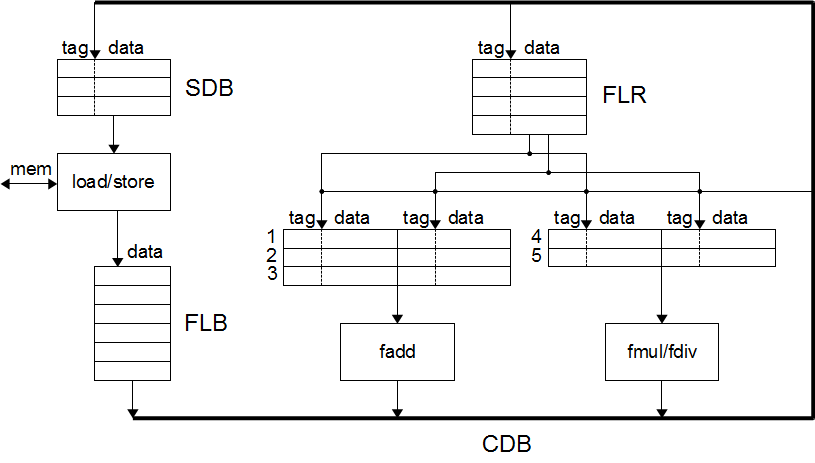 tag data
tag data
SDB
FLR
mem
load/store
tag data tag data
tag data tag data
1
2
3
4
5
data
FLB
fadd
fmul/fdiv
CDB